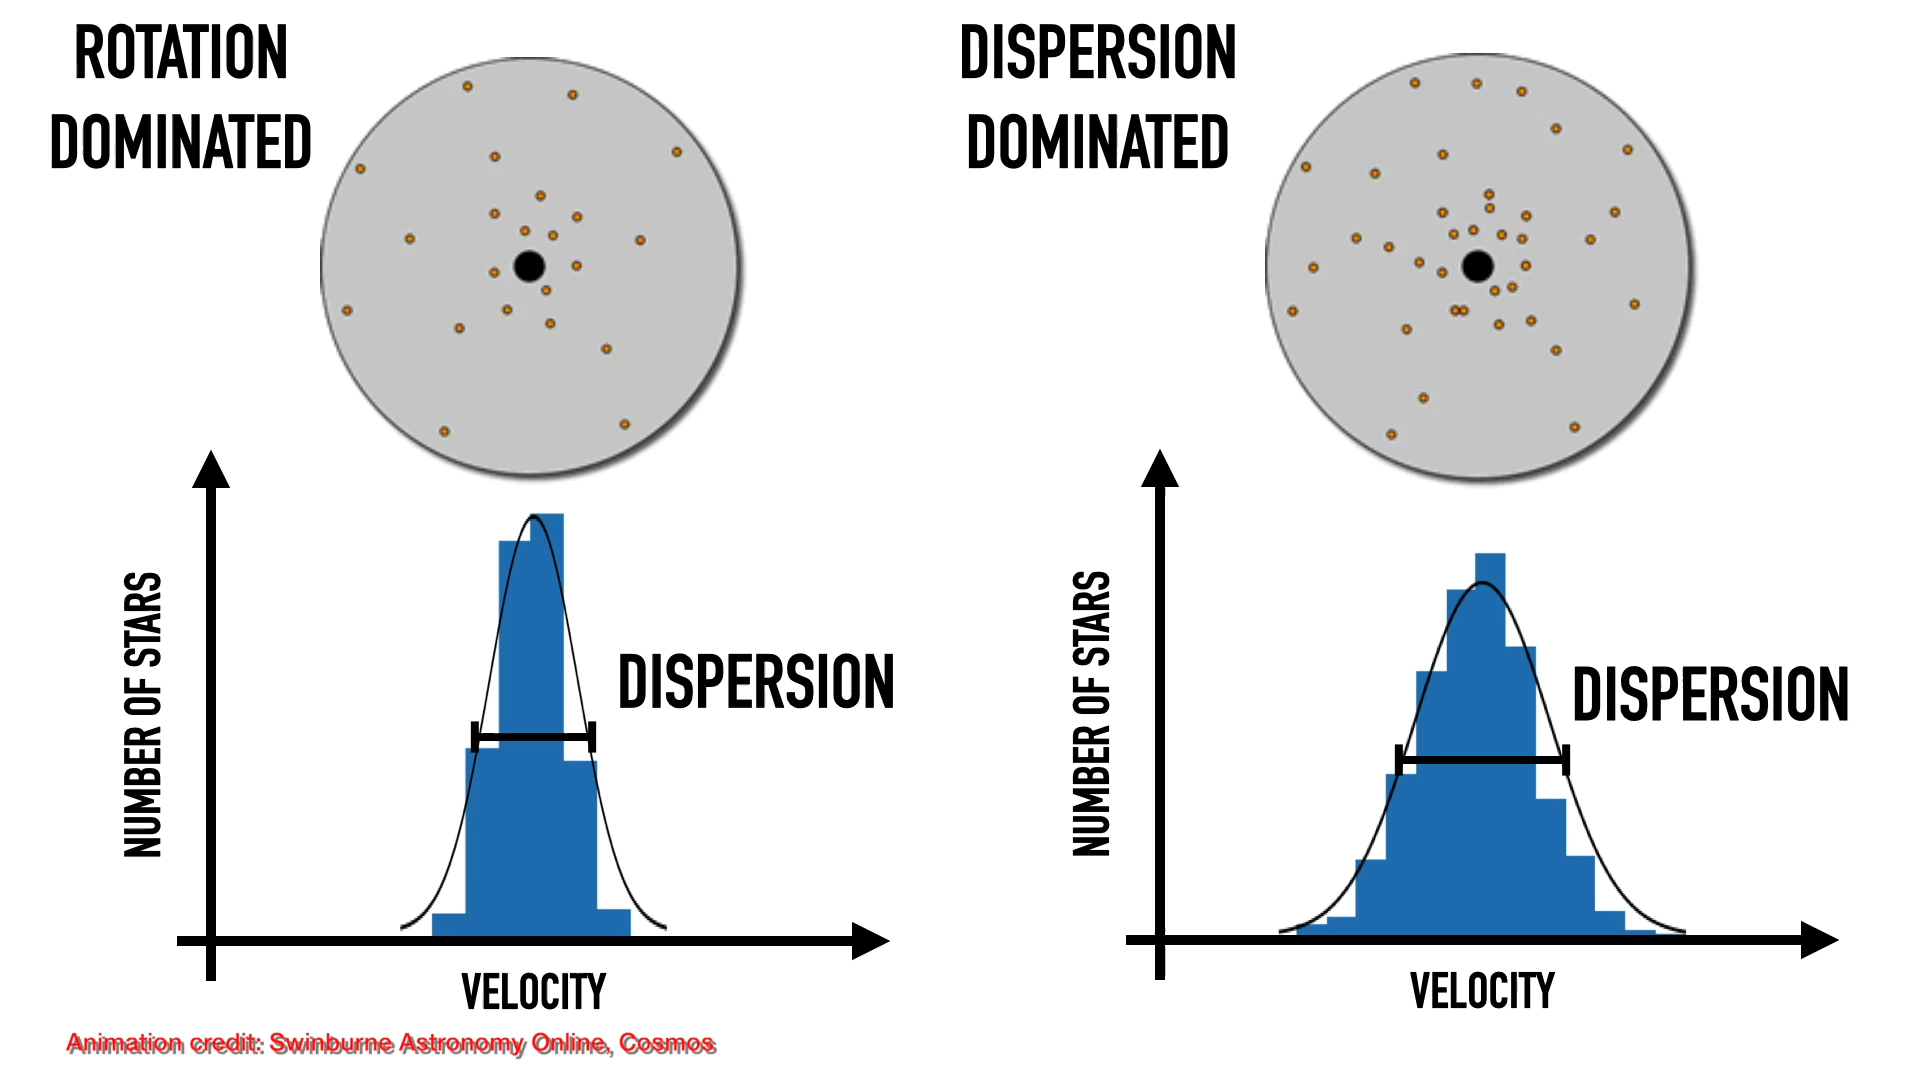 ROTATION
DOMINATED
NUMBER OF STARS
DISPERSION
VELOCITY
DISPERSION
DOMINATED
NUMBER OF STARS
DISPERSION
VELOCITY
Animation credit: Swinburne Astronomy Online, Cosmos